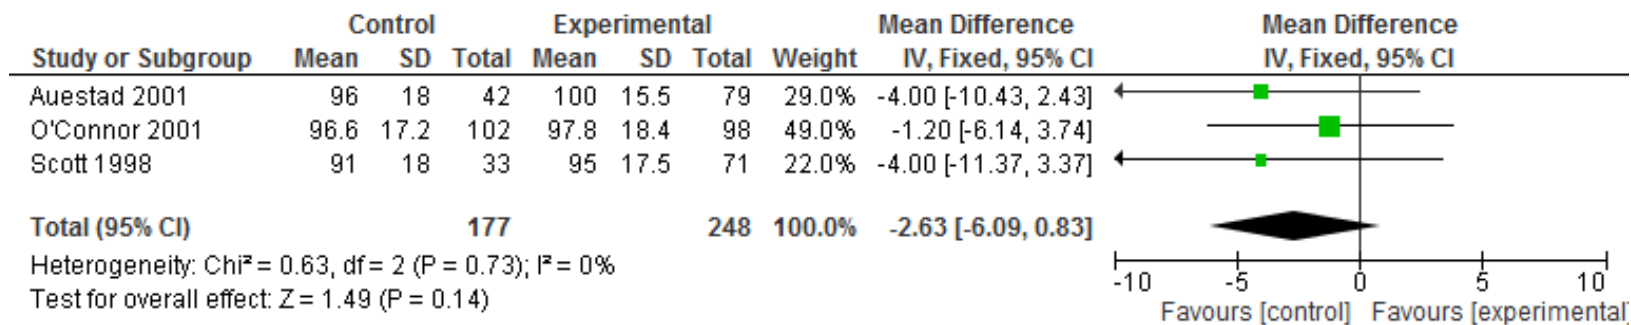 Control Experimental Mean Difference Mean Difference
Study or Subgroup Mean SD Total Mean SD Total Weight IV, Fixed, 95% CI IV, Fixed, 95% CI
Auestad 2001 96 18 42 100 15.5 79 29.0% -4.00 [-10.43, 2.43]
O'Connor 2001 96.6 17.2 102 97.8 18.4 98 49.0% -1.20 [-6.14, 3.74]
Scott 1998 91 18 33 95 17.5 71 22.0% -4.00 [-11.37, 3.37]
Total (95% CI) 177 248 100.0% -2.63 [-6.09, 0.83]
Heterogeneity: Chi² = 0.63, df = 2 (P = 0.73); I² = 0%
Test for overall effect: Z = 1.49 (P = 0.14)
-10 -5 0 5 10
Favours [control] Favours [experimental]